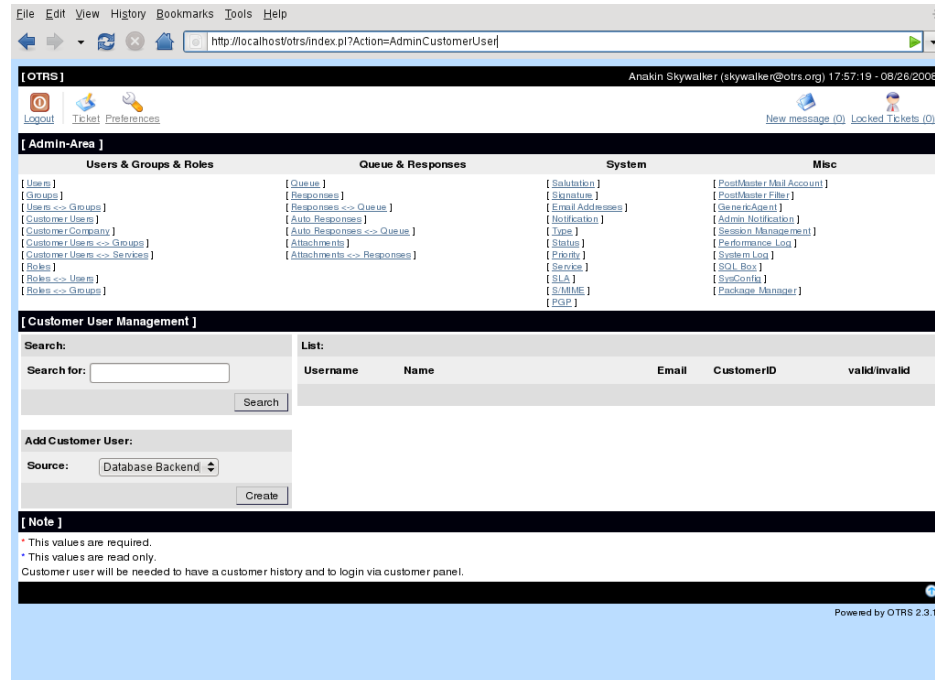 File Edit View History Bookmarks Tools Help
http://localhost/otrs/index.pl?Action=AdminCustomerUser
[ OTRS ] Anakin Skywalker (skywalker@otrs.org) 17:57:19 - 08/26/2008
Logout Ticket Preferences New message (0) Locked Tickets (0)
[ Admin-Area ]
Users & Groups & Roles Queue & Responses System Misc
[ Users ] [ Queue ] [ Salutation ] [ PostMaster Mail Account ]
[ Groups ] [ Responses ] [ Signature ] [ PostMaster Filter ]
[ Users <-> Groups ] [ Responses <-> Queue ] [ Email Addresses ] [ GenericAgent ]
[ Customer Users ] [ Auto Responses ] [ Notification ] [ Admin Notification ]
[ Customer Company ] [ Auto Responses <-> Queue ] [ Type ] [ Session Management ]
[ Customer Users <-> Groups ] [ Attachments ] [ Status ] [ Performance Log ]
[ Customer Users <-> Services ] [ Attachments <-> Responses ] [ Priority ] [ System Log ]
[ Roles ] [ Service ] [ SQL Box ]
[ Roles <-> Users ] [ SLA ] [ SysConfig ]
[ Roles <-> Groups ] [ S/MIME ] [ Package Manager ]
[ PGP ]
[ Customer User Management ]
Search: List:
Search for: Username Name Email CustomerID valid/invalid
Search
Add Customer User:
Source: Database Backend
Create
[ Note ]
* This values are required.
* This values are read only.
Customer user will be needed to have a customer history and to login via customer panel.
Powered by OTRS 2.3.1